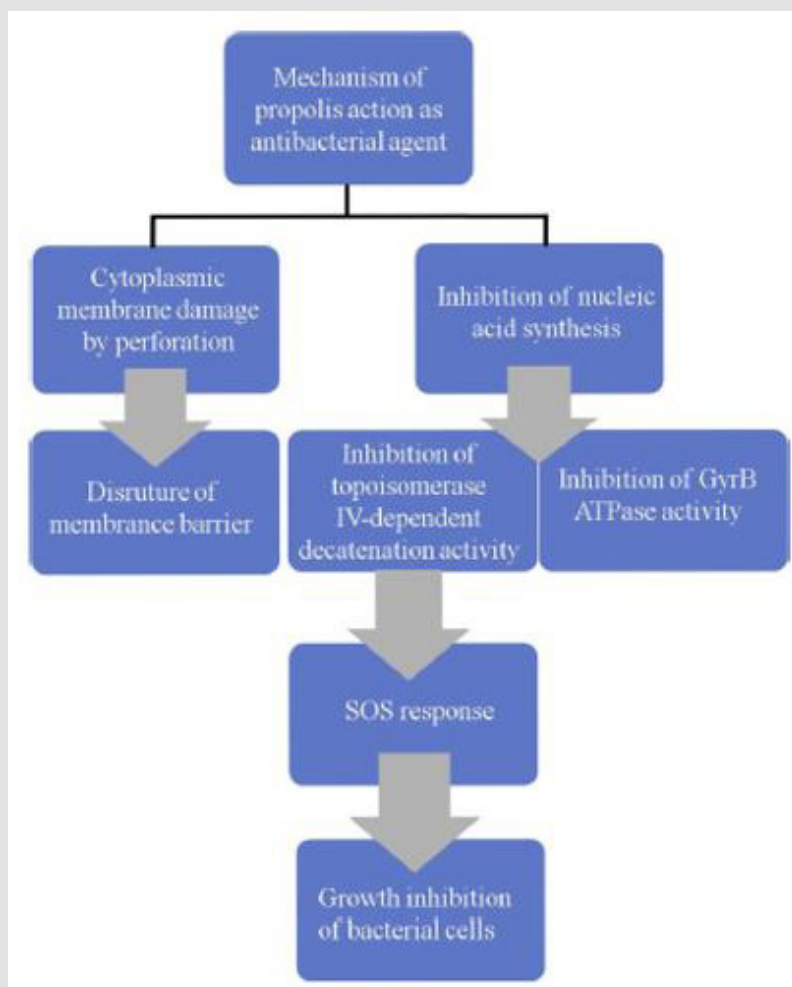 Mechanism of
propolis action as
antibacterial agent
Cytoplasmic
membrane damage
by perforation
Inhibition of nucleic
acid synthesis
Disruture of
membrance barrier
Inhibition of
topoisomerase
IV-dependent
decatenation activity
Inhibition of GyrB
ATPase activity
SOS response
Growth inhibition
of bacterial cells